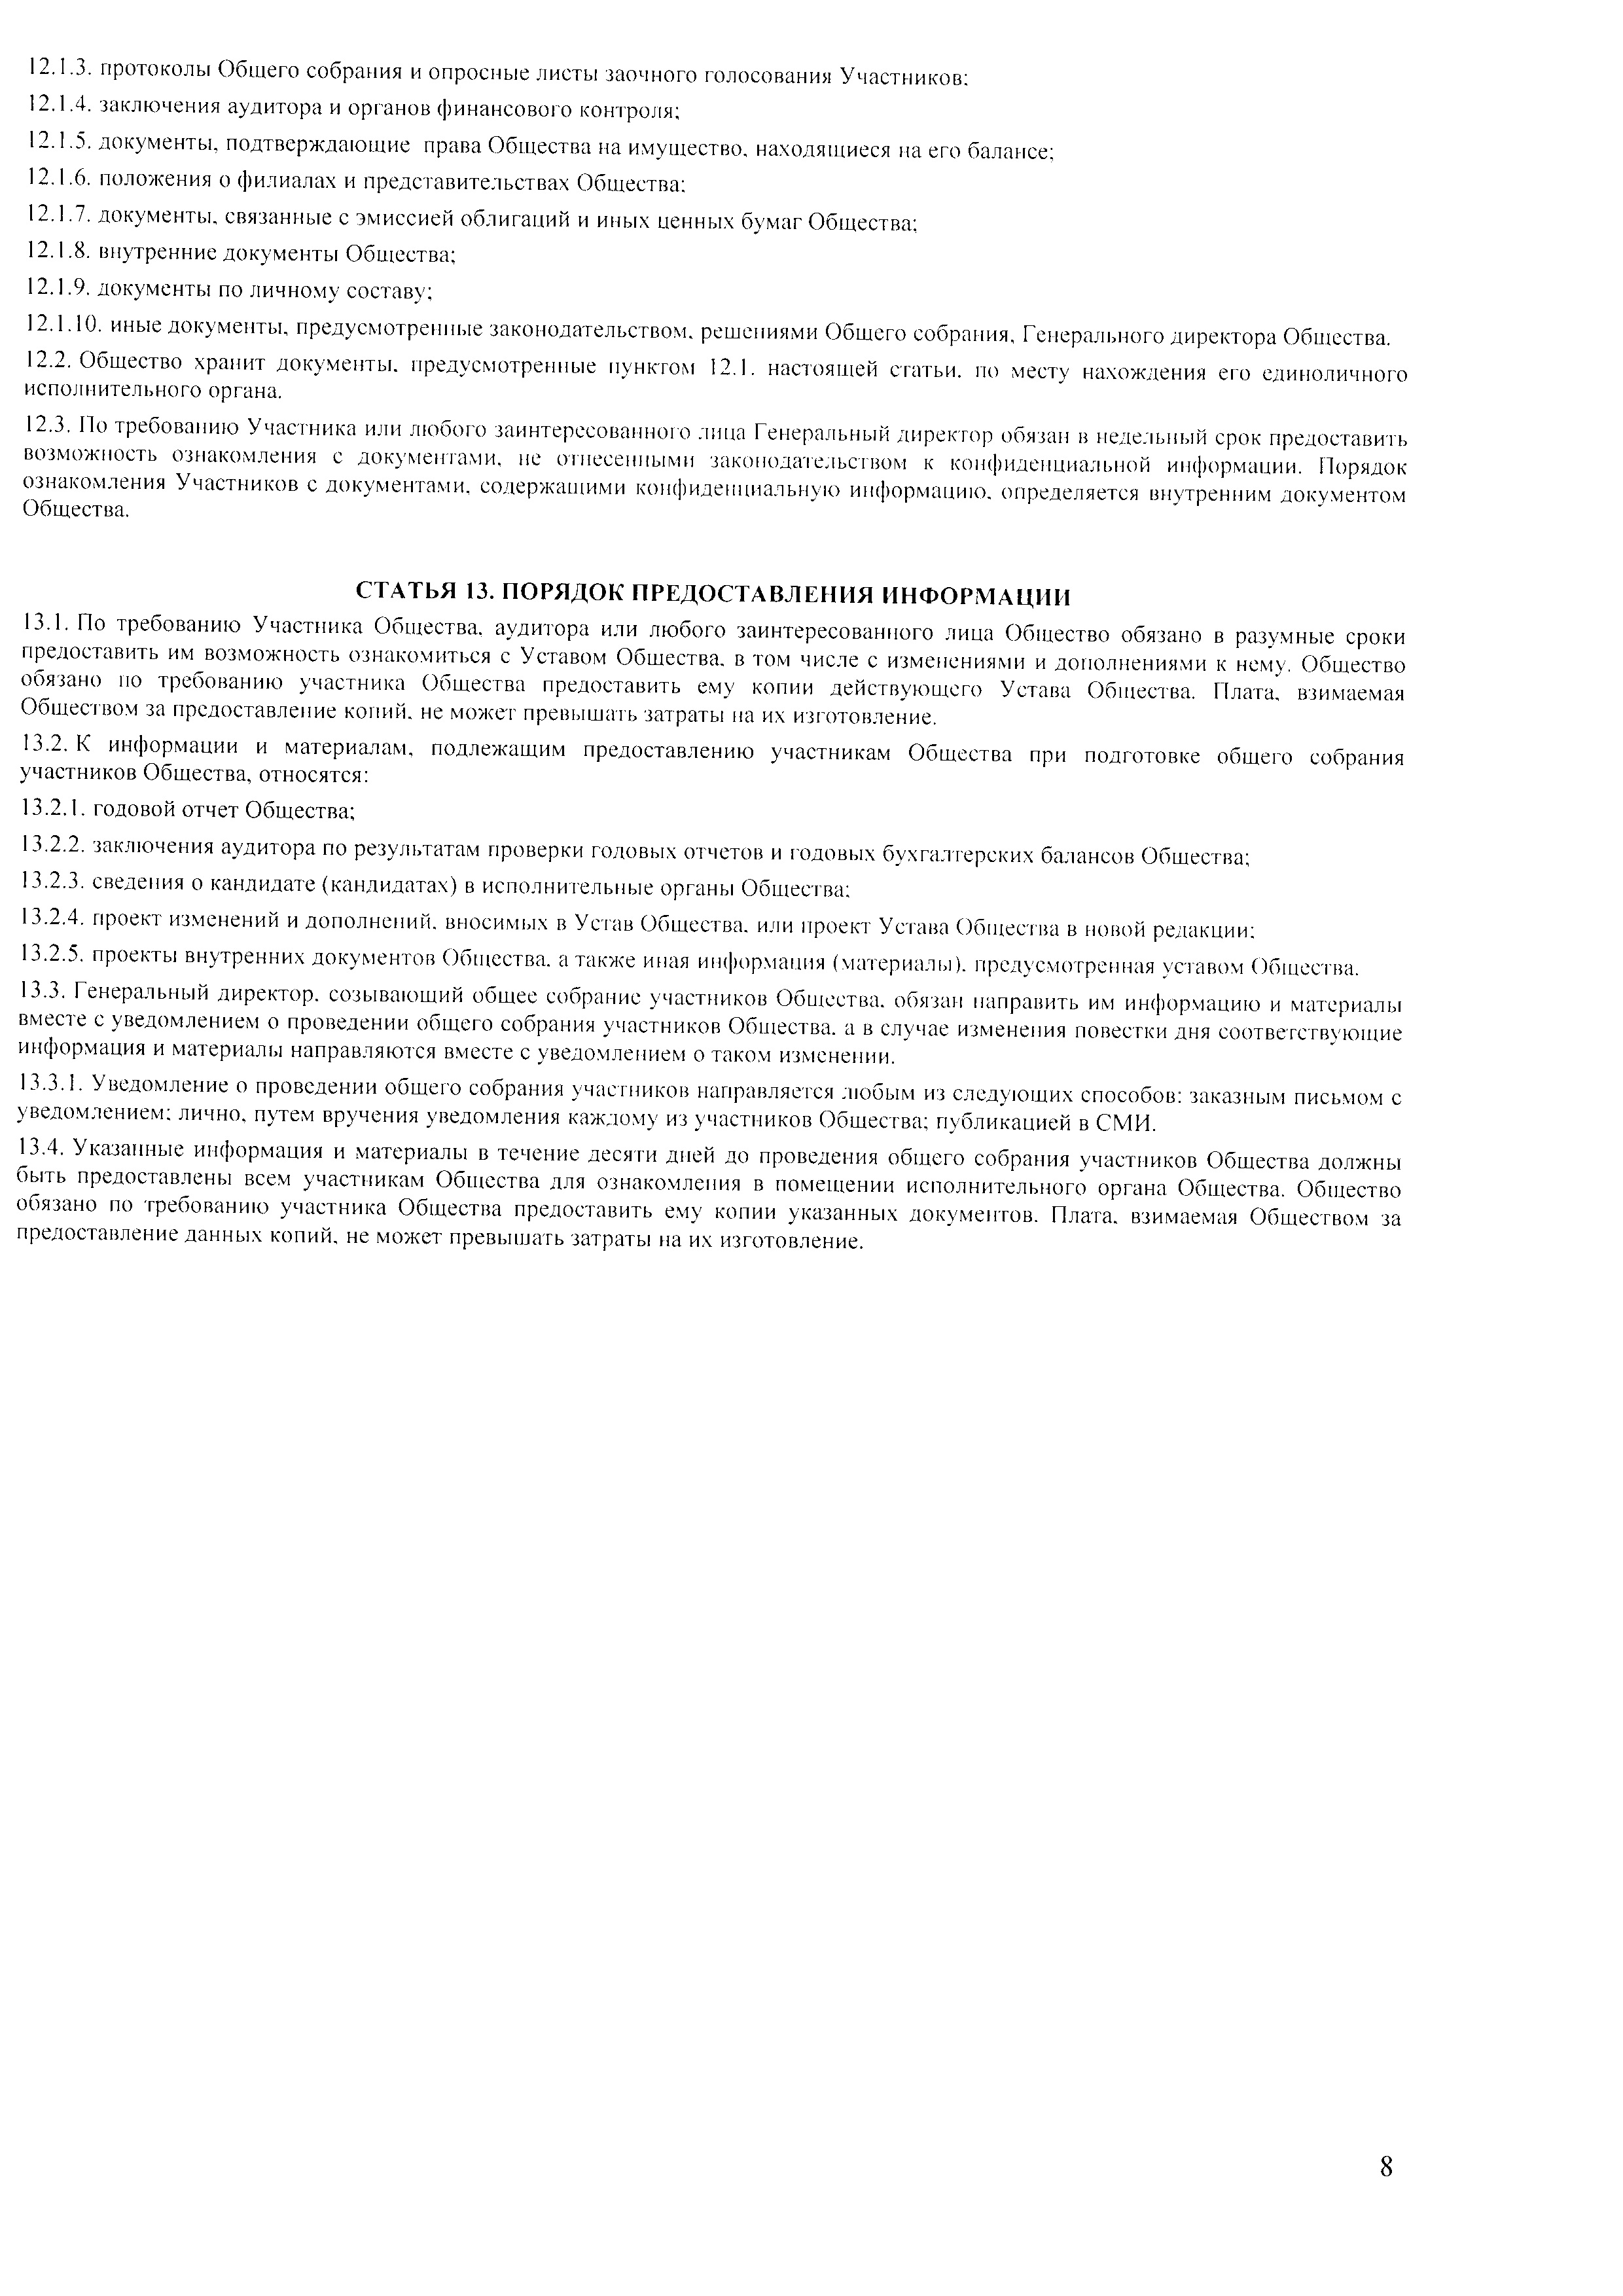 12.1.3. протоколы Общего собрания и опросные листы заочного голосования Участников;
12.1.4. заключения аудитора и органов финансового контроля;
12.1.5. документы, подтверждающие права Общества на имущество, находящиеся на его балансе;
12.1.6. положения о филиалах и представительствах Общества;
12.1.7. документы, связанные с эмиссией облигаций и иных ценных бумаг Общества;
12.1.8. внутренние документы Общества;
12.1.9. документы по личному составу;
12.1.10. иные документы, предусмотренные законодательством, решениями Общего собрания, Генерального директора Общества.
12.2. Общество хранит документы, предусмотренные пунктом 12.1. настоящей статьи, по месту нахождения его единоличного
исполнительного органа.
12.3. По требованию Участника или любого заинтересованного лица Генеральный директор обязан в недельный срок предоставить
возможность ознакомления с документами, не отнесенными законодательством к конфиденциальной информации. Порядок
ознакомления Участников с документами, содержащими конфиденциальную информацию, определяется внутренним документом
Общества.
СТАТЬЯ 13. ПОРЯДОК ПРЕДОСТАВЛЕНИЯ ИНФОРМАЦИИ
13.1. По требованию Участника Общества, аудитора или любого заинтересованного лица Общество обязано в разумные сроки
предоставить им возможность ознакомиться с Уставом Общества, в том числе с изменениями и дополнениями к нему. Общество
обязано по требованию участника Общества предоставить ему копии действующего Устава Общества. Плата, взимаемая
Обществом за предоставление копий, не может превышать затраты на их изготовление.
13.2. К информации и материалам, подлежащим предоставлению участникам Общества при подготовке общего собрания
участников Общества, относятся:
13.2.1. годовой отчет Общества;
13.2.2. заключения аудитора по результатам проверки годовых отчетов и годовых бухгалтерских балансов Общества;
13.2.3. сведения о кандидате (кандидатах) в исполнительные органы Общества;
13.2.4. проект изменений и дополнений, вносимых в Устав Общества, или проект Устава Общества в новой редакции;
13.2.5. проекты внутренних документов Общества, а также иная информация (материалы), предусмотренная уставом Общества.
13.3. Генеральный директор, созывающий общее собрание участников Общества, обязан направить им информацию и материалы
вместе с уведомлением о проведении общего собрания участников Общества, а в случае изменения повестки дня соответствующие
информация и материалы направляются вместе с уведомлением о таком изменении.
13.3.1. Уведомление о проведении общего собрания участников направляется любым из следующих способов: заказным письмом с
уведомлением; лично, путем вручения уведомления каждому из участников Общества; публикацией в СМИ.
13.4. Указанные информация и материалы в течение десяти дней до проведения общего собрания участников Общества должны
быть предоставлены всем участникам Общества для ознакомления в помещении исполнительного органа Общества. Общество
обязано по требованию участника Общества предоставить ему копии указанных документов. Плата, взимаемая Обществом за
предоставление данных копий, не может превышать затраты на их изготовление.
8